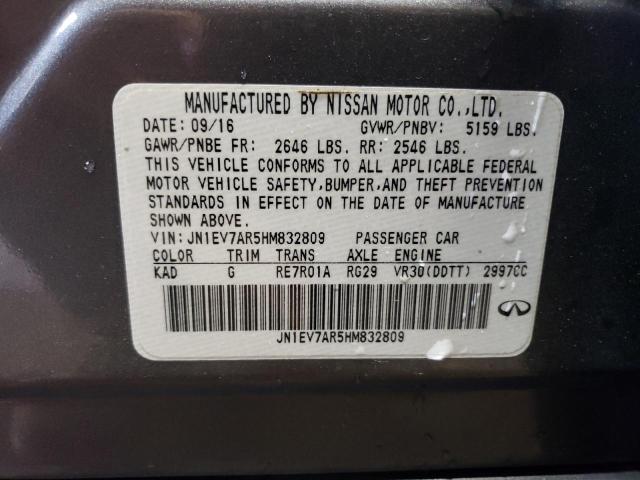 MANUFACTURED BY NISSAN MOTOR CO.,LTD.
DATE: 09/16 GVWR/PNBV: 5159 LBS.
GAWR/PNBE FR: 2646 LBS. RR: 2546 LBS.
THIS VEHICLE CONFORMS TO ALL APPLICABLE FEDERAL
MOTOR VEHICLE SAFETY,BUMPER,AND THEFT PREVENTION
STANDARDS IN EFFECT ON THE DATE OF MANUFACTURE
SHOWN ABOVE.
VIN:JN1EV7AR5HM832809 PASSENGER CAR
COLOR TRIM TRANS AXLE ENGINE
KAD G RE7R01A RG29 VR30(DDTT) 2997CC
JN1EV7AR5HM832809